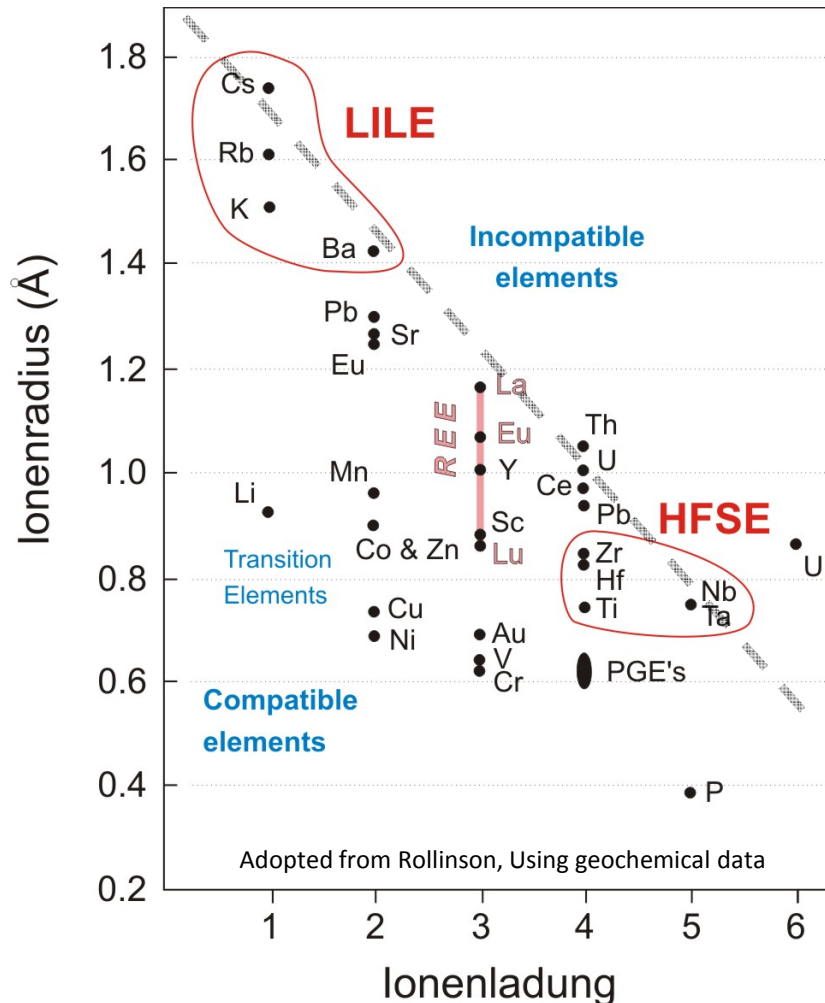 1.8
1.6
1.4
1.2
1.0
0.8
0.6
0.4
0.2
Ionenradius (Å)
1
2
3
4
5
6
Ionenladung
Cs
Rb
K
Ba
LILE
Incompatible
elements
Pb
Sr
Eu
La
REE
Eu
Y
Th
U
Ce
Pb
Li
Mn
Sc
Lu
Co & Zn
HFSE
Zr
Hf
Ti
Nb
Ta
U
Transition
Elements
Cu
Ni
Au
V
Cr
PGE's
Compatible
elements
P
Adopted from Rollinson, Using geochemical data